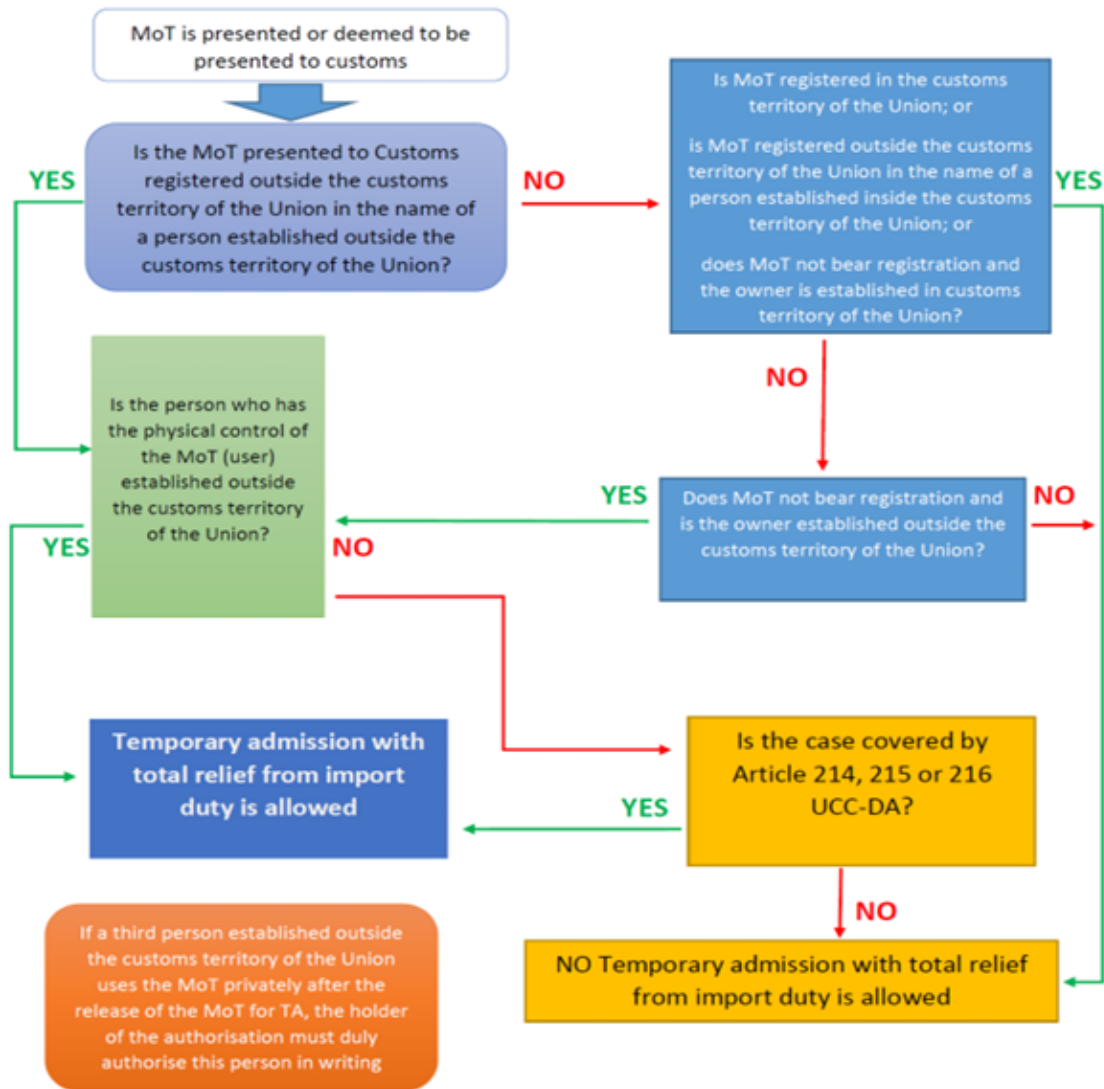 MoT is presented or deemed to be
presented to customs
Is the MoT presented to Customs
registered outside the customs
territory of the Union in the name of
a person established outside the
customs territory of the Union?
YES
NO
Is MoT registered in the customs
territory of the Union; or
is MoT registered outside the customs
territory of the Union in the name of a
person established inside the customs
territory of the Union; or
does MoT not bear registration and
the owner is established in customs
territory of the Union?
YES
NO
Is the person who has
the physical control of
the MoT (user)
established outside
the customs territory
of the Union?
YES
NO
YES
Does MoT not bear registration and
is the owner established outside the
customs territory of the Union?
NO
Temporary admission with
total relief from import
duty is allowed
YES
Is the case covered by
Article 214, 215 or 216
UCC-DA?
NO
If a third person established outside
the customs territory of the Union
uses the MoT privately after the
release of the MoT for TA, the holder
of the authorisation must duly
authorise this person in writing
NO Temporary admission with total relief
from import duty is allowed